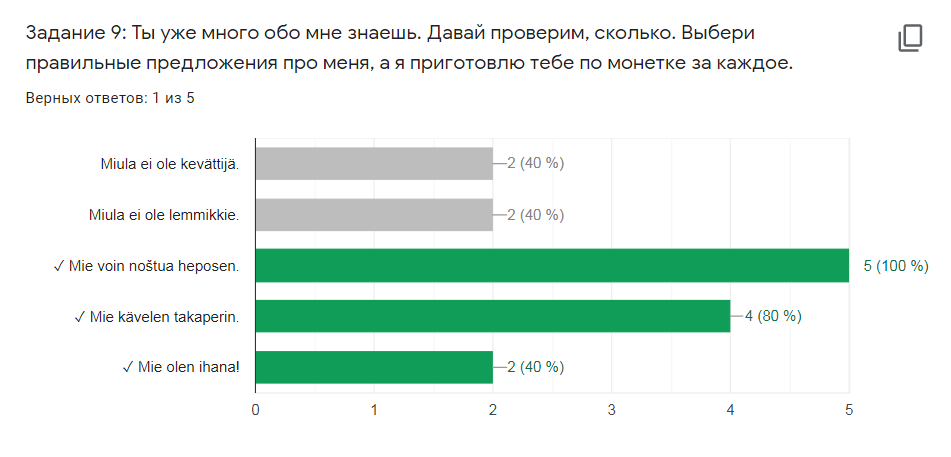 Задание 9: Ты уже много обо мне знаешь. Давай проверим, сколько. Выбери
правильные предложения про меня, а я приготовлю тебе по монетке за каждое.
Верных ответов: 1 из 5
Miula ei ole kevättijä.
2 (40 %)
Miula ei ole lemmikkie.
2 (40 %)
✓ Mie voin noštua heposen.
5 (100 %)
✓ Mie kävelen takaperin.
4 (80 %)
✓ Mie olen ihana!
2 (40 %)
0 1 2 3 4 5